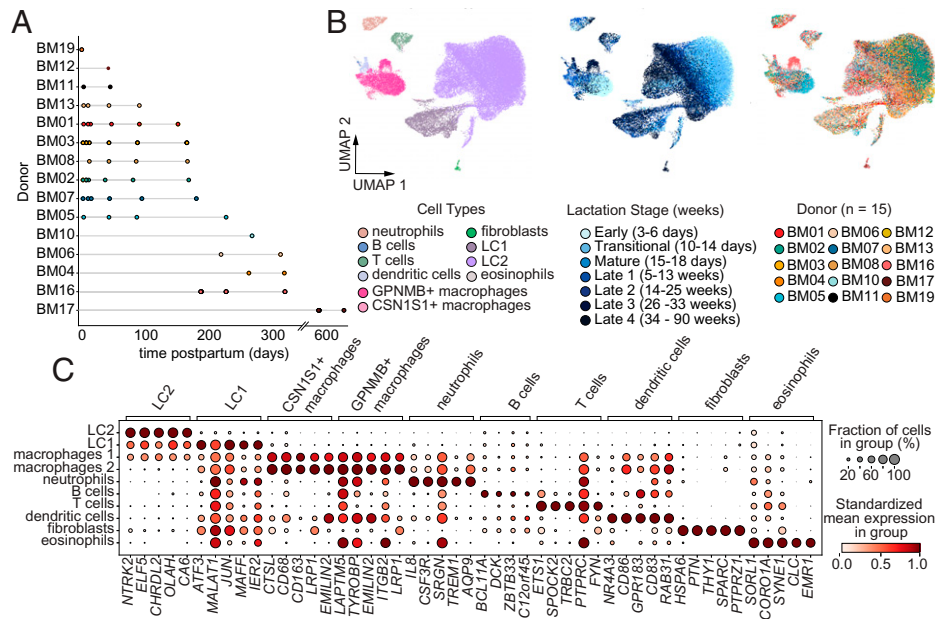 A
Donor
BM19
BM12
BM11
BM13
BM01
BM03
BM08
BM02
BM07
BM05
BM10
BM06
BM04
BM16
BM17
0 100 200 300 600
time postpartum (days)
B
UMAP 2
UMAP 1
Cell Types
neutrophils
B cells
T cells
dendritic cells
GPNMB+ macrophages
CSN1S1+ macrophages
fibroblasts
LC1
LC2
eosinophils
Lactation Stage (weeks)
Early (3-6 days)
Transitional (10-14 days)
Mature (15-18 days)
Late 1 (5-13 weeks)
Late 2 (14-25 weeks)
Late 3 (26 -33 weeks)
Late 4 (34 - 90 weeks)
Donor (n = 15)
BM01 BM06 BM12
BM02 BM07 BM13
BM03 BM08 BM16
BM04 BM10 BM17
BM05 BM11 BM19
C
LC2
LC1
CSN1S1+
macrophages
GPNMB+
macrophages
neutrophils
B cells
T cells
dendritic cells
fibroblasts
eosinophils
LC2
LC1
macrophages 1
macrophages 2
neutrophils
B cells
T cells
dendritic cells
fibroblasts
eosinophils
NTRK2
ELF5
CHRDL2
OLAH
CA6
ATF3
MALAT1
JUN
MAFF
IER2
CTSL
CD68
CD163
LRP1
EMILIN2
LAPTM5
TYROBP
EMILIN2
ITGB2
LRP1
IL8
CSF3R
SRGN
TREM1
AQP9
BCL11A
DCK
ZBTB33
C12orf45
ETS1
SPOCK2
TRBC2
PTPRC
FYN
NR4A3
CD86
GPR183
CD83
RAB31
HSPA6
PTN
THY1
SPARC
PTPRZ1
SORL1
CORO1A
SYNE1
CLC
EMR1
Fraction of cells
in group (%)
20 60 100
Standardized
mean expression
in group
0.0 0.5 1.0